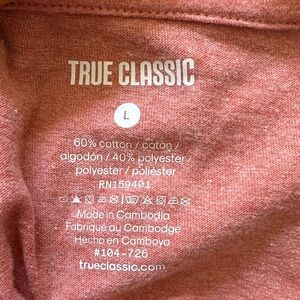 TRUE CLASSIC
L
60% cotton / coton /
algodón / 40% polyester /
polyester / poliéster
RN159401
Made in Cambodia
Fabriqué au Cambodge
Hecho en Camboya
#104-726
trueclassic.com